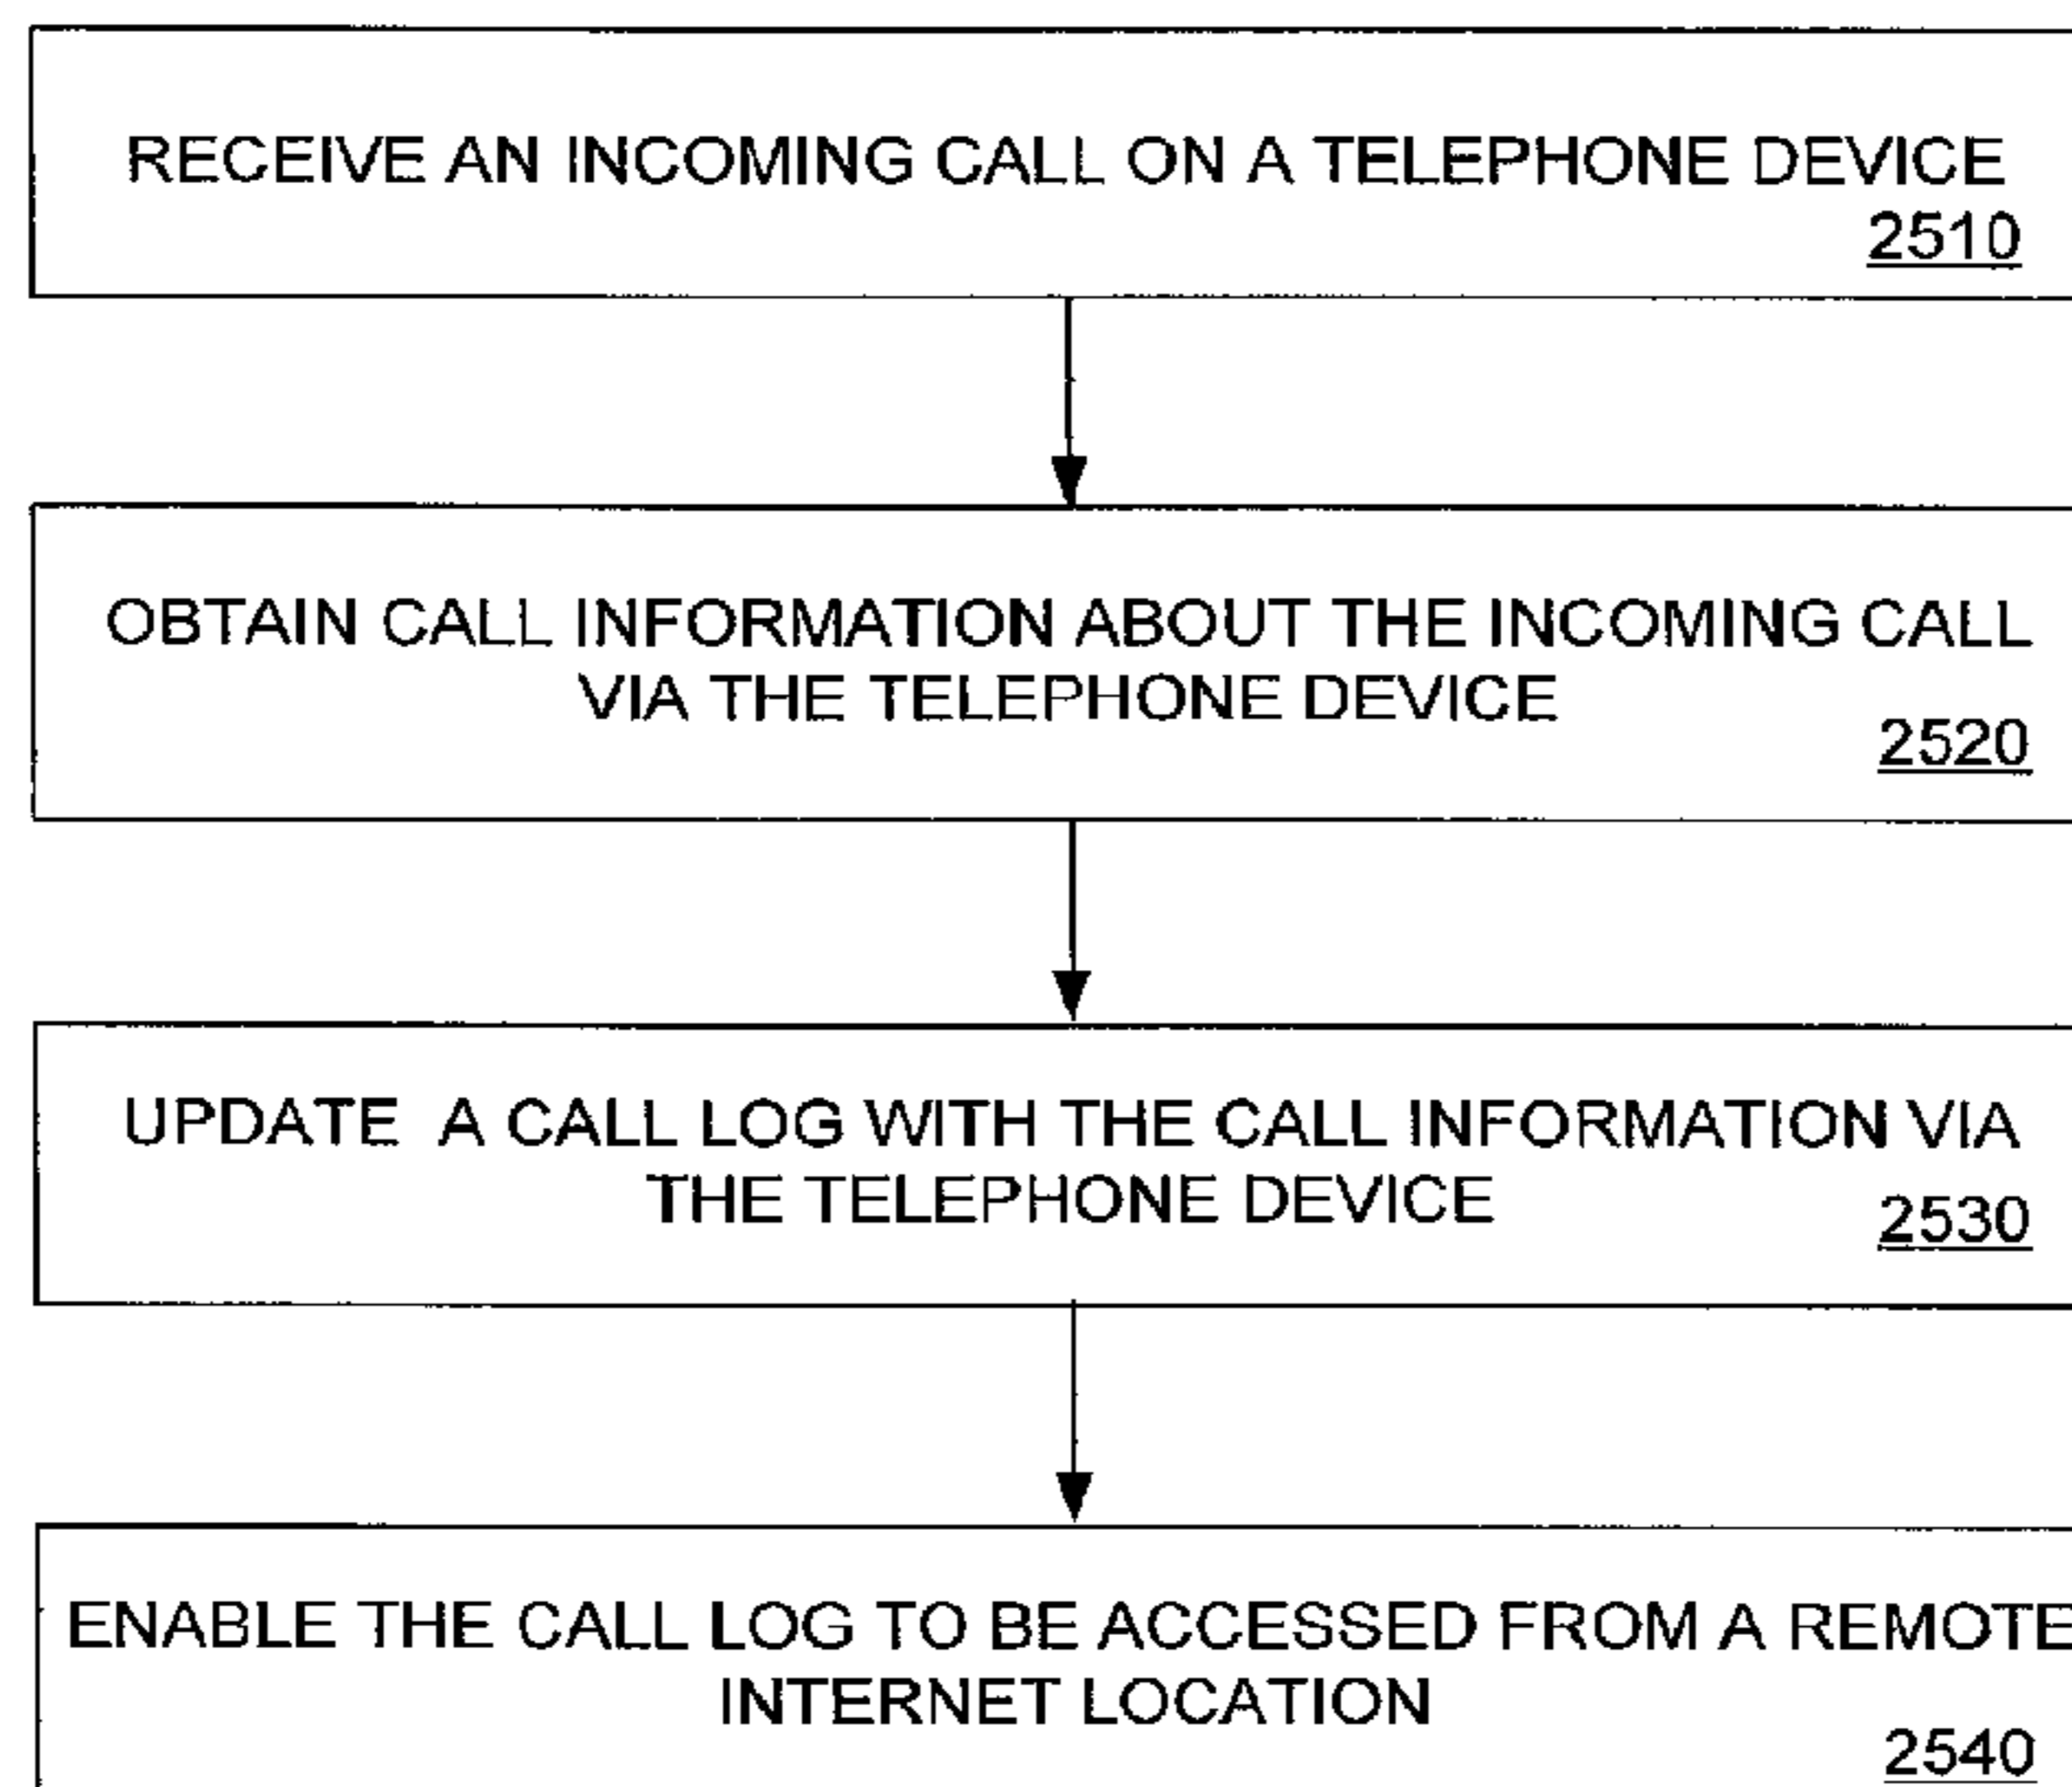 RECEIVE AN INCOMING CALL ON A TELEPHONE DEVICE
2510
OBTAIN CALL INFORMATION ABOUT THE INCOMING CALL
VIA THE TELEPHONE DEVICE
2520
UPDATE A CALL LOG WITH THE CALL INFORMATION VIA
THE TELEPHONE DEVICE
2530
ENABLE THE CALL LOG TO BE ACCESSED FROM A REMOTE
INTERNET LOCATION
2540